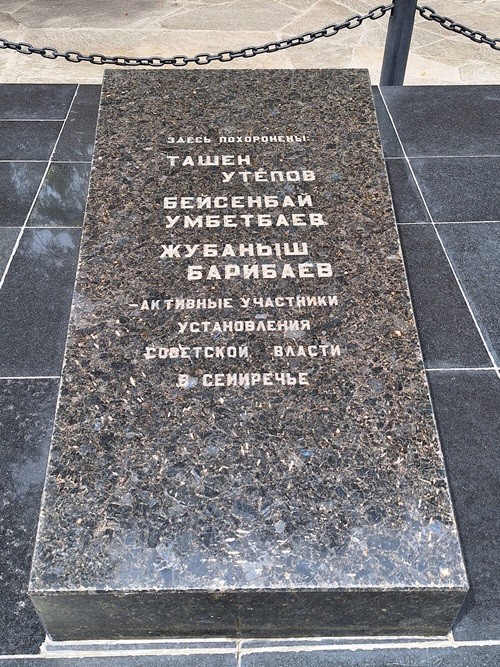 ЗДЕСЬ ПОХОРОНЕНЫ:
ТАШЕН
УТЕПОВ
БЕЙСЕНБАЙ
УМБЕТБАЕВ
ЖУБАНЫШ
БАРИБАЕВ
–АКТИВНЫЕ УЧАСТНИКИ
УСТАНОВЛЕНИЯ
СОВЕТСКОЙ ВЛАСТИ
В СЕМИРЕЧЬЕ